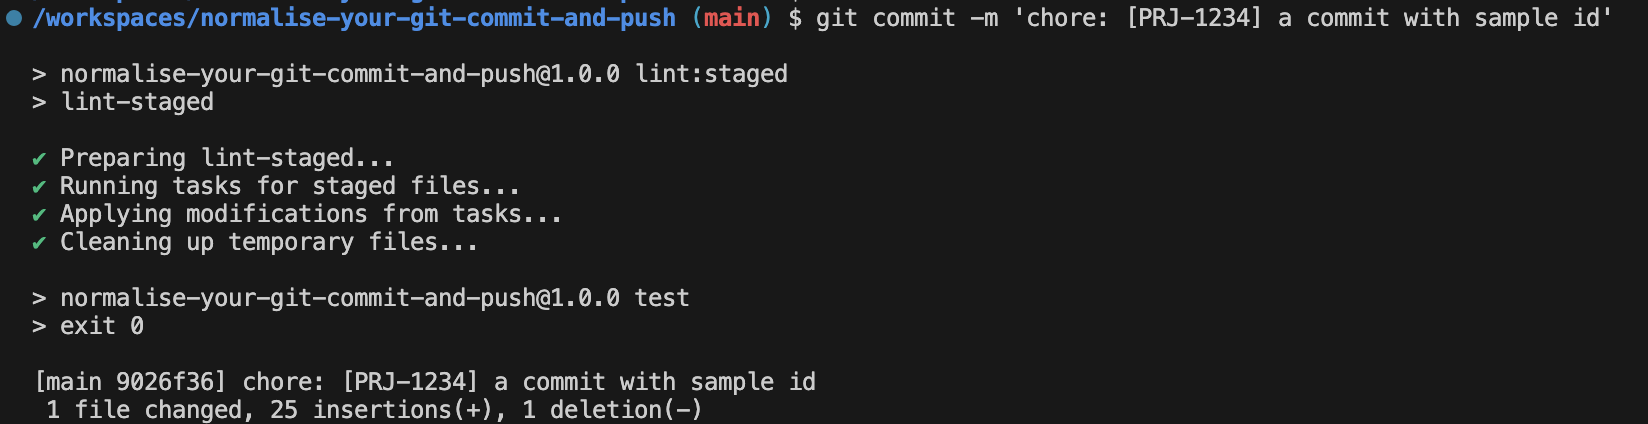 /workspaces/normalise-your-git-commit-and-push (main) $ git commit -m 'chore: [PRJ-1234] a commit with sample id'
> normalise-your-git-commit-and-push@1.0.0 lint:staged
> lint-staged
✔ Preparing lint-staged...
✔ Running tasks for staged files...
✔ Applying modifications from tasks...
✔ Cleaning up temporary files...
> normalise-your-git-commit-and-push@1.0.0 test
> exit 0
[main 9026f36] chore: [PRJ-1234] a commit with sample id
1 file changed, 25 insertions(+), 1 deletion(-)